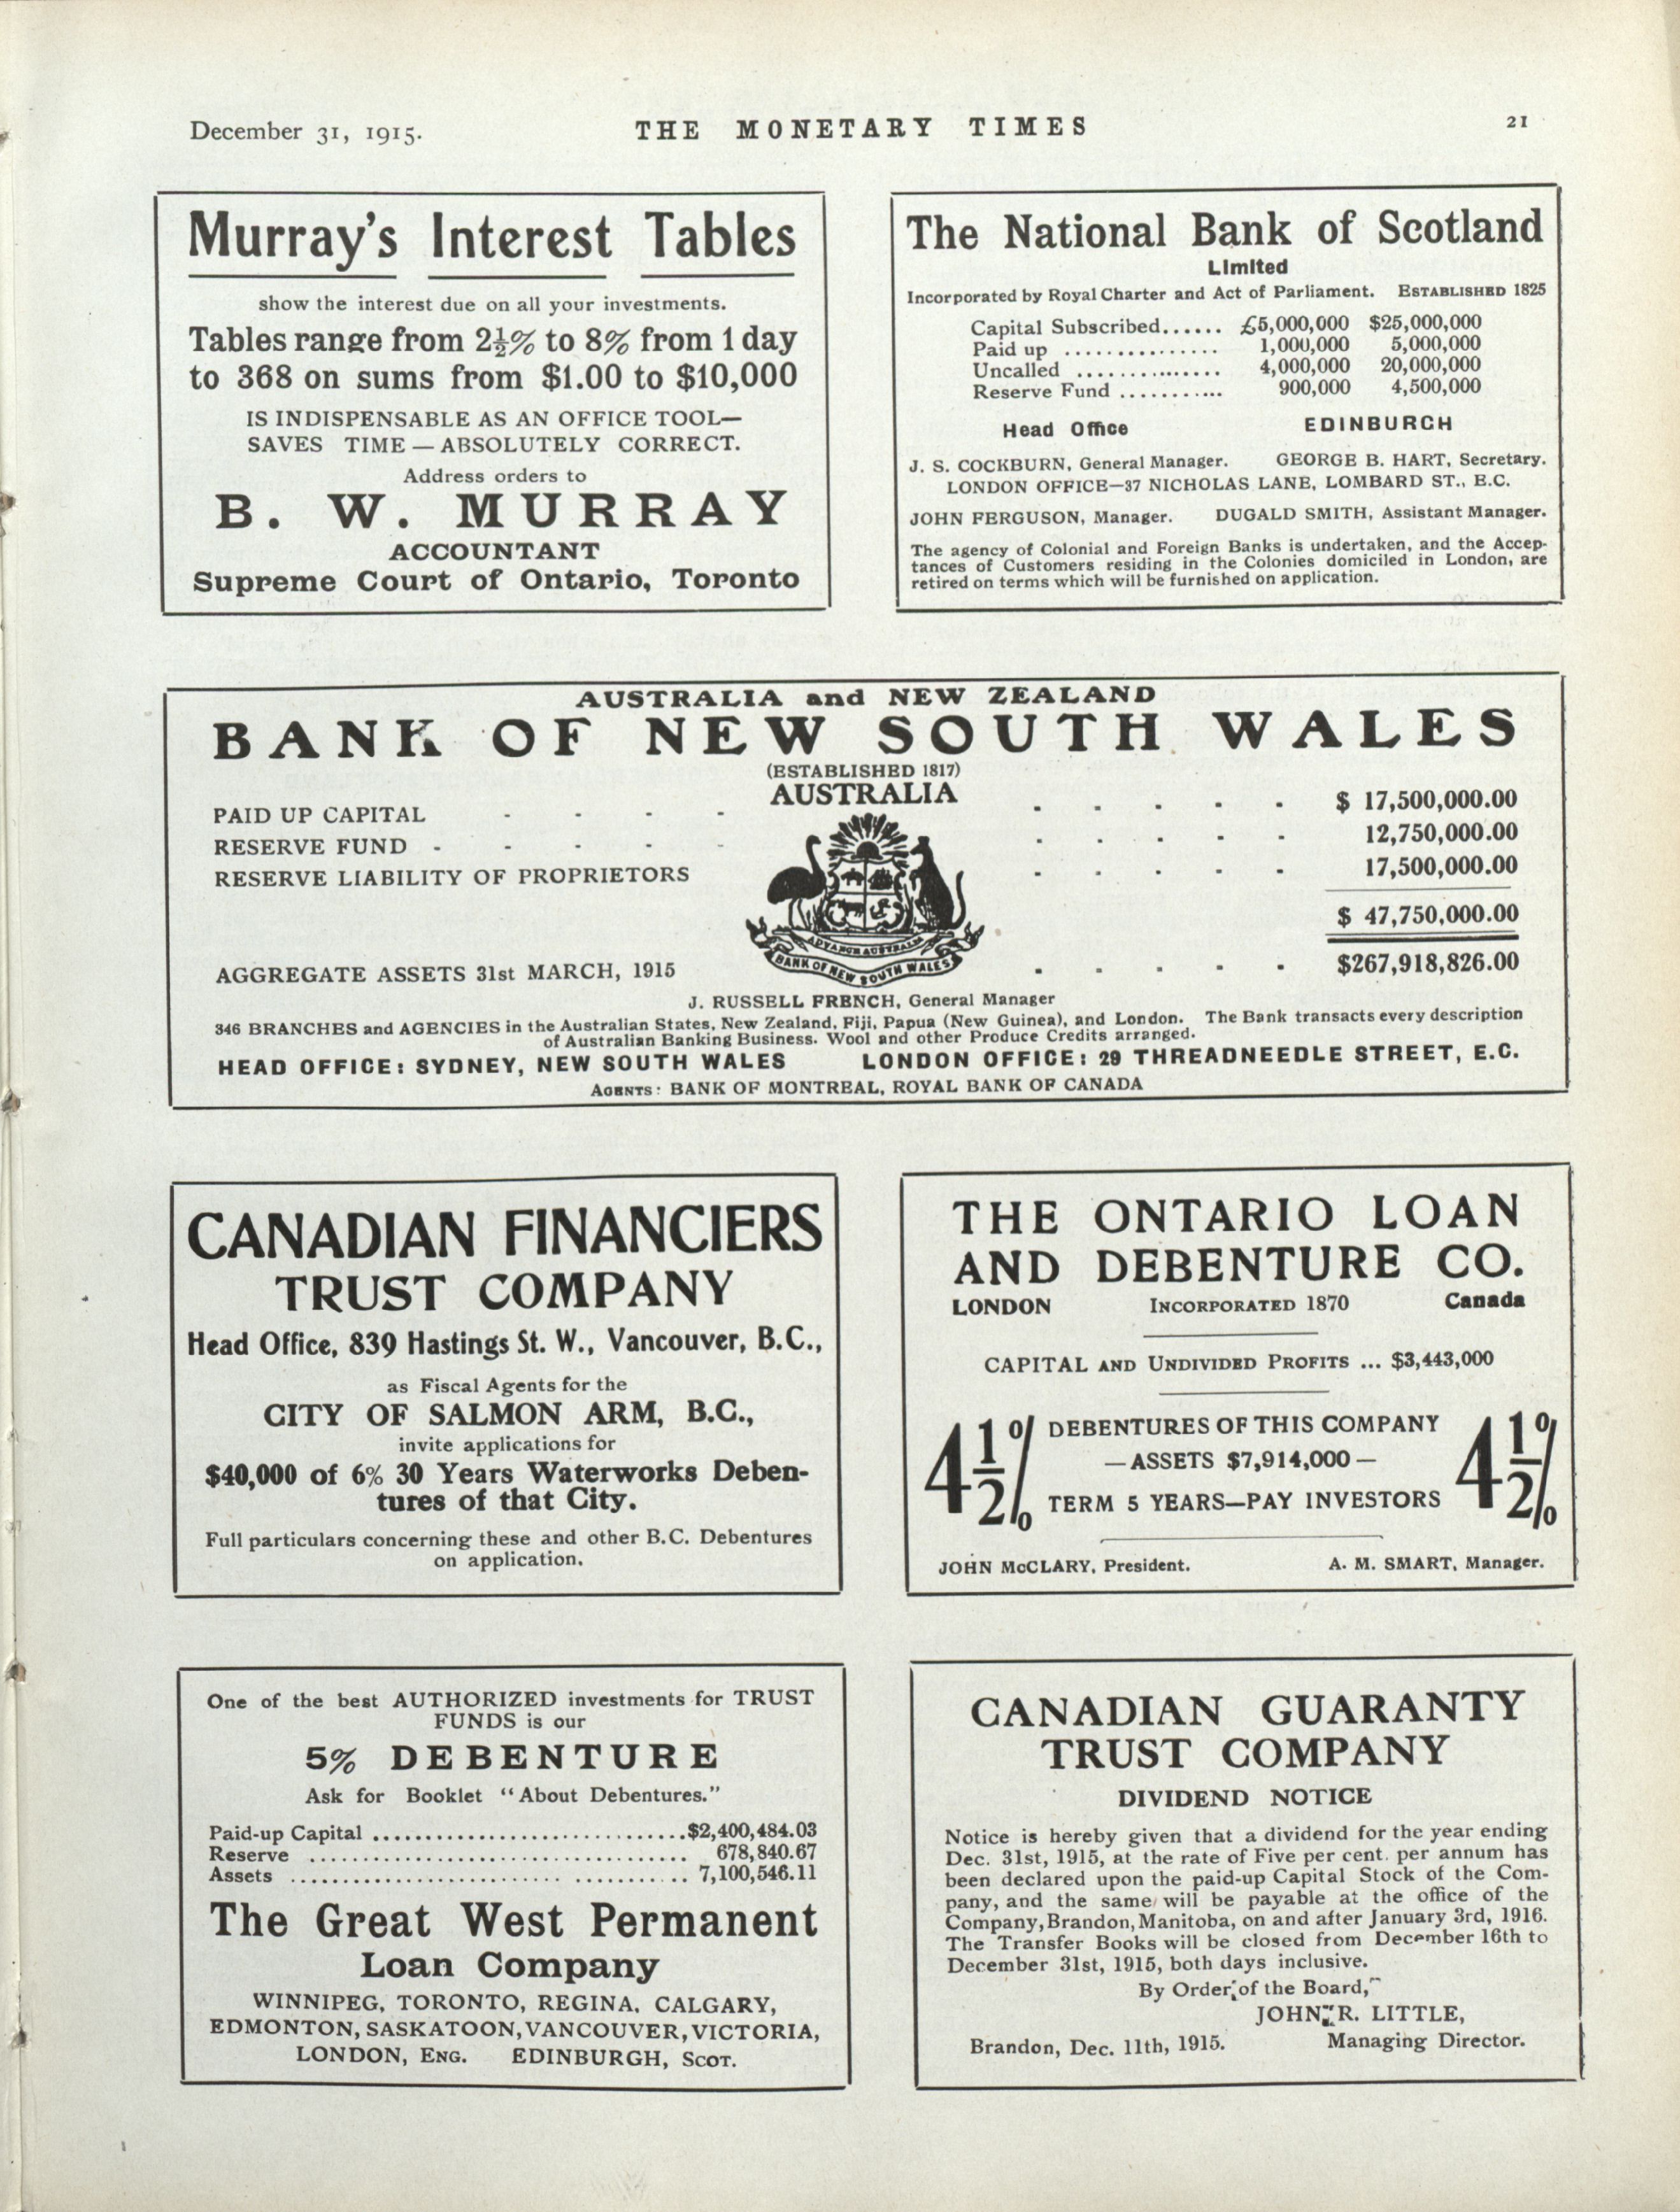 December 31, 1915.
THE MONETARY TIMES
21
Murray's Interest Tables
show the interest due on all your investments.
Tables range from 2½% to 8% from 1 day
to 368 on sums from $1.00 to $10,000
IS INDISPENSABLE AS AN OFFICE TOOL—
SAVES TIME — ABSOLUTELY CORRECT.
Address orders to
B. W. MURRAY
ACCOUNTANT
Supreme Court of Ontario, Toronto
The National Bank of Scotland
Limited
Incorporated by Royal Charter and Act of Parliament. ESTABLISHED 1825
Capital Subscribed...... £5,000,000 $25,000,000
Paid up ............... 1,000,000 5,000,000
Uncalled .............. 4,000,000 20,000,000
Reserve Fund ........... 900,000 4,500,000
Head Office EDINBURGH
J. S. COCKBURN, General Manager. GEORGE B. HART, Secretary.
LONDON OFFICE—37 NICHOLAS LANE, LOMBARD ST., E.C.
JOHN FERGUSON, Manager. DUGALD SMITH, Assistant Manager.
The agency of Colonial and Foreign Banks is undertaken, and the Accep-
tances of Customers residing in the Colonies domiciled in London, are
retired on terms which will be furnished on application.
AUSTRALIA and NEW ZEALAND
BANK OF NEW SOUTH WALES
(ESTABLISHED 1817)
AUSTRALIA
PAID UP CAPITAL - - - - - - - - - $ 17,500,000.00
RESERVE FUND - - - - - - - - - - 12,750,000.00
RESERVE LIABILITY OF PROPRIETORS - - - - - 17,500,000.00
$ 47,750,000.00
ADVANCE AUSTRALIA
BANK OF NEW SOUTH WALES
AGGREGATE ASSETS 31st MARCH, 1915 - - - - - $267,918,826.00
J. RUSSELL FRENCH, General Manager
346 BRANCHES and AGENCIES in the Australian States, New Zealand, Fiji, Papua (New Guinea), and London. The Bank transacts every description
of Australian Banking Business. Wool and other Produce Credits arranged.
HEAD OFFICE: SYDNEY, NEW SOUTH WALES LONDON OFFICE: 29 THREADNEEDLE STREET, E.C.
AGENTS: BANK OF MONTREAL, ROYAL BANK OF CANADA
CANADIAN FINANCIERS
TRUST COMPANY
Head Office, 839 Hastings St. W., Vancouver, B.C.,
as Fiscal Agents for the
CITY OF SALMON ARM, B.C.,
invite applications for
$40,000 of 6% 30 Years Waterworks Deben-
tures of that City.
Full particulars concerning these and other B.C. Debentures
on application.
THE ONTARIO LOAN
AND DEBENTURE CO.
LONDON INCORPORATED 1870 Canada
CAPITAL AND UNDIVIDED PROFITS ... $3,443,000
4½% DEBENTURES OF THIS COMPANY 4½%
— ASSETS $7,914,000 —
TERM 5 YEARS—PAY INVESTORS
JOHN McCLARY, President. A. M. SMART, Manager.
One of the best AUTHORIZED investments for TRUST
FUNDS is our
5% DEBENTURE
Ask for Booklet "About Debentures."
Paid-up Capital ..............................$2,400,484.03
Reserve .................................... 678,840.67
Assets ..................................... 7,100,546.11
The Great West Permanent
Loan Company
WINNIPEG, TORONTO, REGINA, CALGARY,
EDMONTON, SASKATOON, VANCOUVER, VICTORIA,
LONDON, ENG. EDINBURGH, SCOT.
CANADIAN GUARANTY
TRUST COMPANY
DIVIDEND NOTICE
Notice is hereby given that a dividend for the year ending
Dec. 31st, 1915, at the rate of Five per cent. per annum has
been declared upon the paid-up Capital Stock of the Com-
pany, and the same will be payable at the office of the
Company, Brandon, Manitoba, on and after January 3rd, 1916.
The Transfer Books will be closed from December 16th to
December 31st, 1915, both days inclusive.
By Order of the Board,
JOHN R. LITTLE,
Brandon, Dec. 11th, 1915. Managing Director.